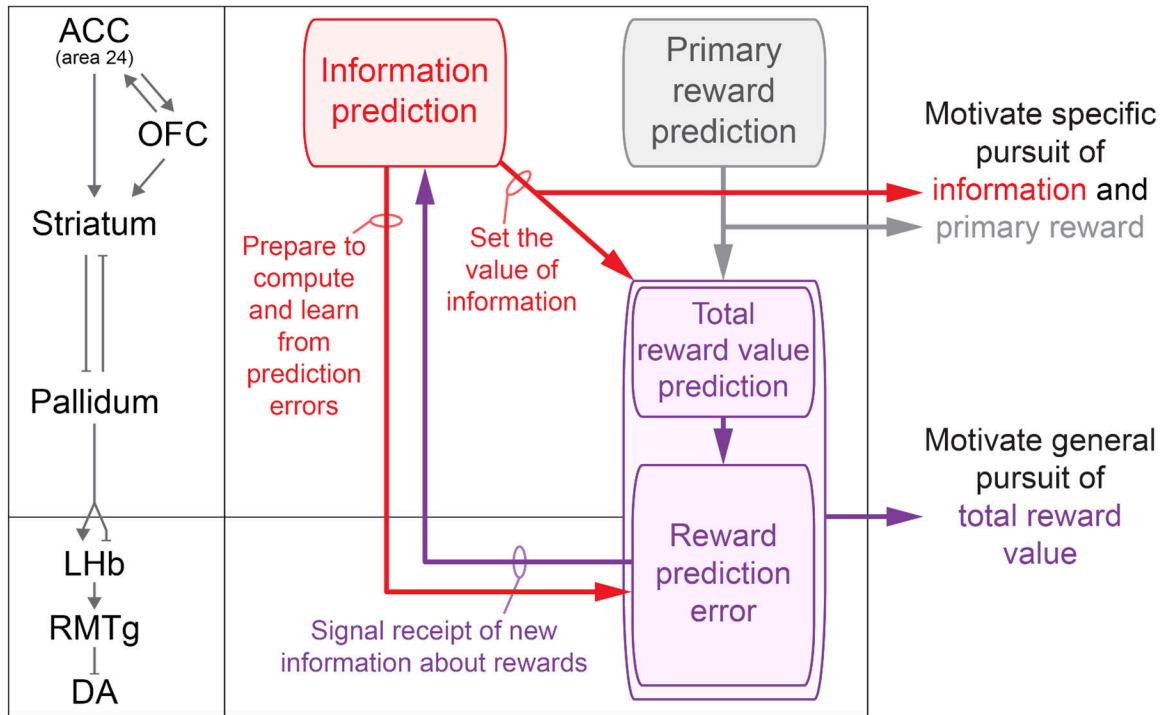 ACC
(area 24)
OFC
Striatum
Pallidum
LHb
RMTg
DA
Information
prediction
Primary
reward
prediction
Prepare to
compute
and learn
from
prediction
errors
Set the
value of
information
Total
reward value
prediction
Reward
prediction
error
Signal receipt of new
information about rewards
Motivate specific
pursuit of
information and
primary reward
Motivate general
pursuit of
total reward
value